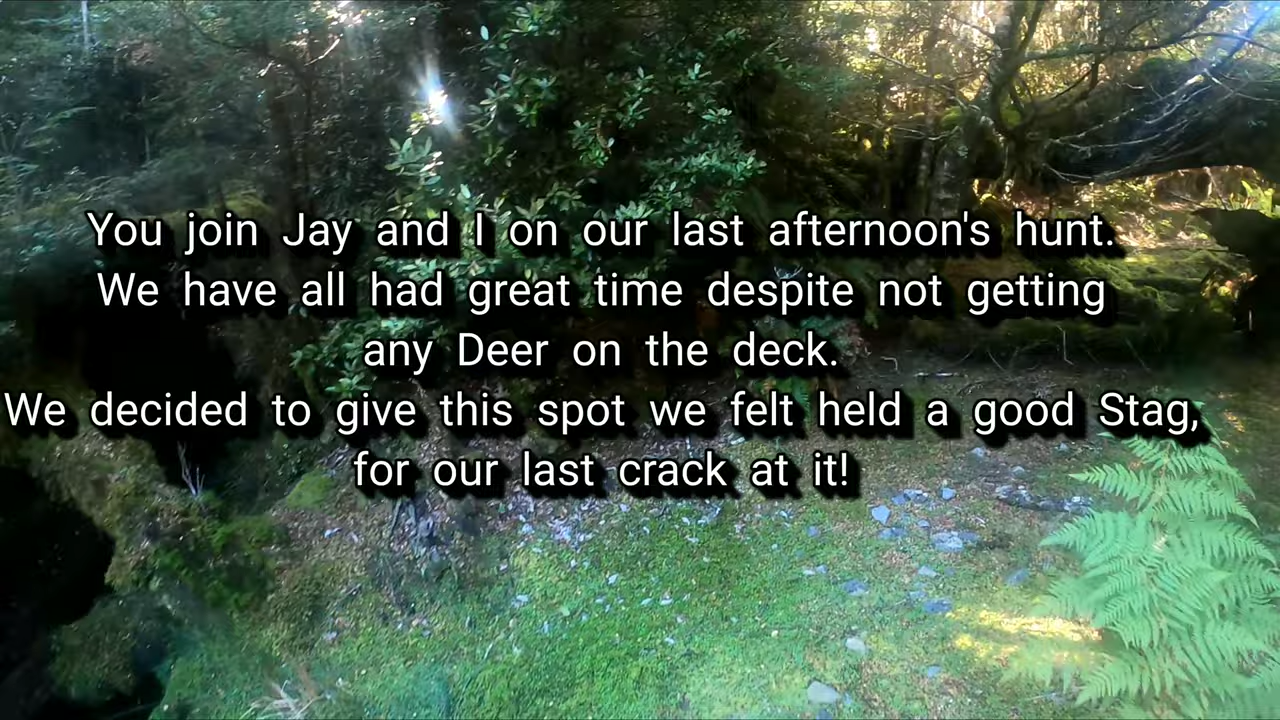 You join Jay and I on our last afternoon's hunt.
We have all had great time despite not getting
any Deer on the deck.
We decided to give this spot we felt held a good Stag,
for our last crack at it!